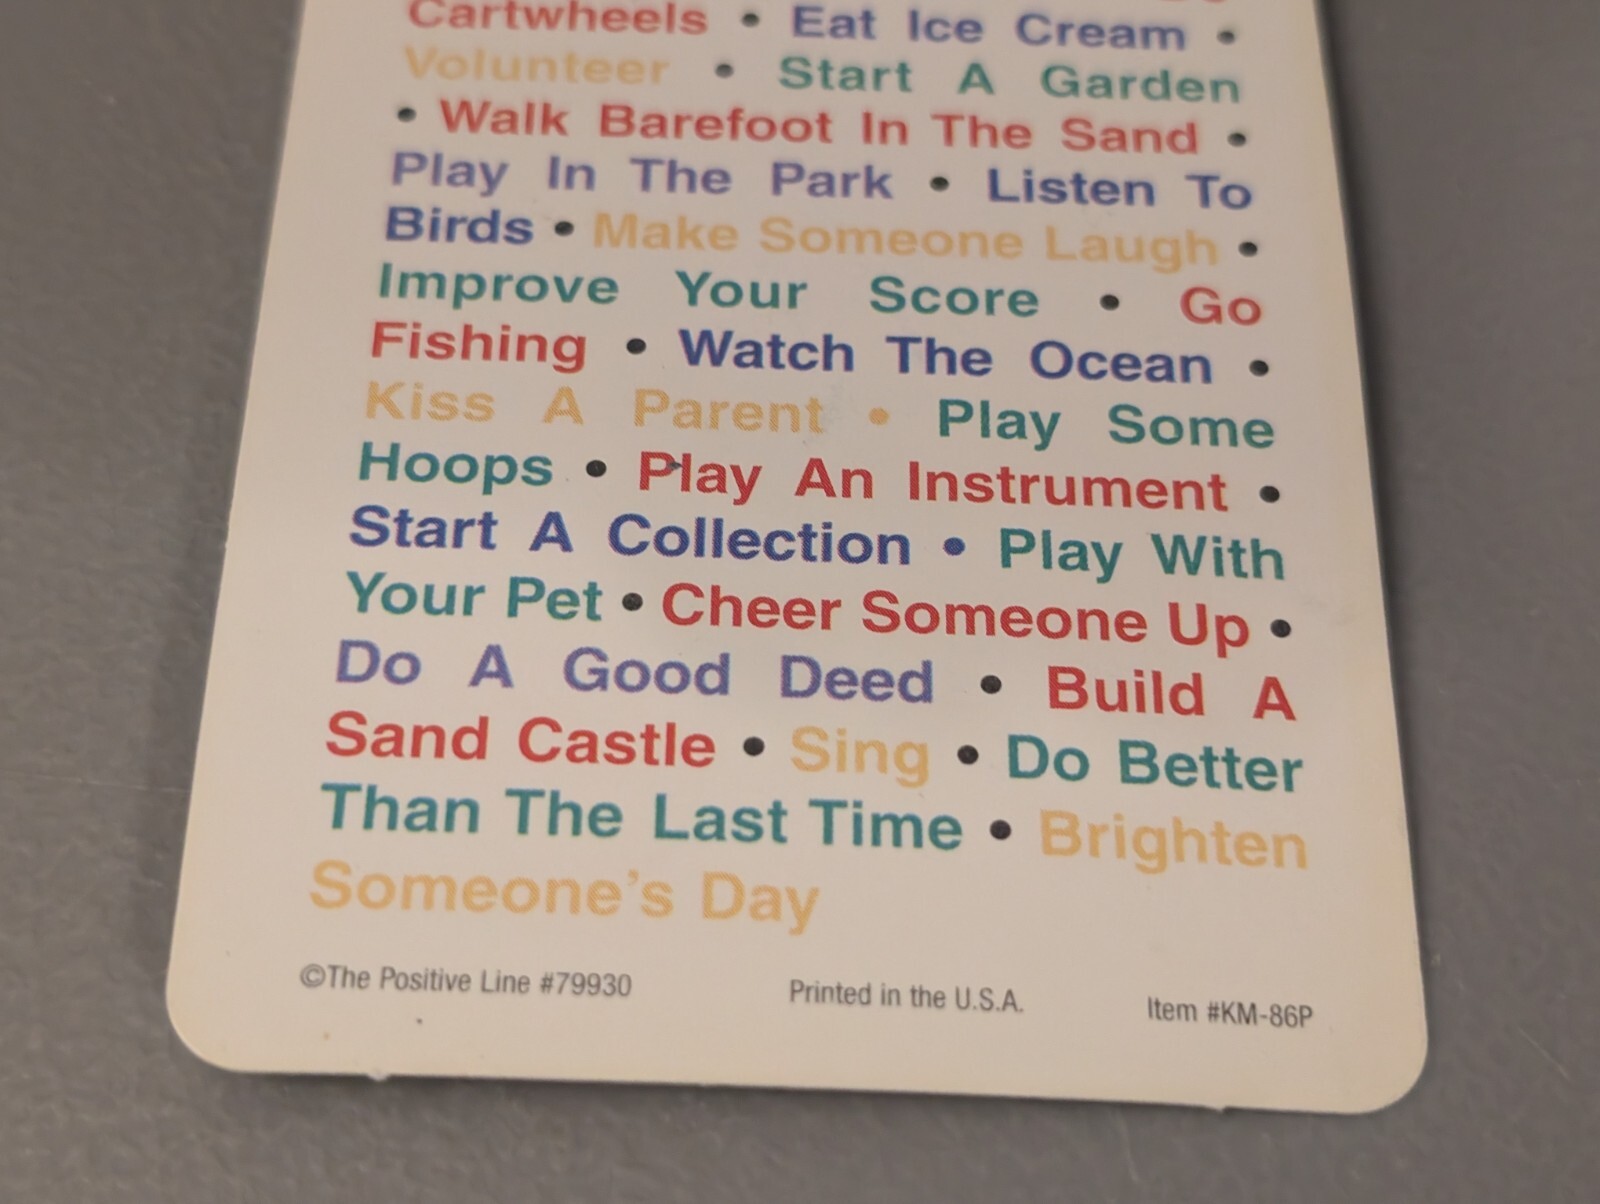 Cartwheels • Eat Ice Cream •
Volunteer • Start A Garden
• Walk Barefoot In The Sand •
Play In The Park • Listen To
Birds • Make Someone Laugh •
Improve Your Score • Go
Fishing • Watch The Ocean •
Kiss A Parent • Play Some
Hoops • Play An Instrument •
Start A Collection • Play With
Your Pet • Cheer Someone Up •
Do A Good Deed • Build A
Sand Castle • Sing • Do Better
Than The Last Time • Brighten
Someone's Day
©The Positive Line #79930 Printed in the U.S.A. Item #KM-86P